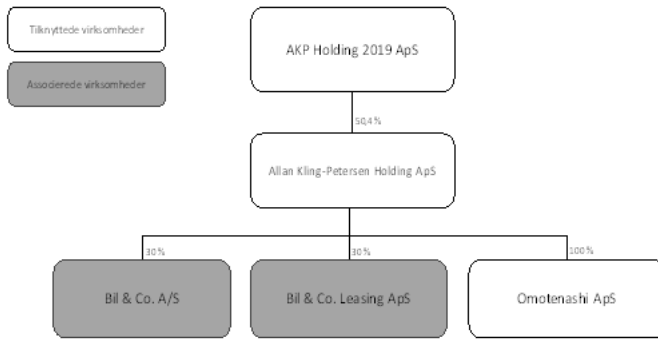 Tilknyttede virksomheder
AKP Holding 2019 ApS
Associerede virksomheder
50,4%
Allan Kling-Petersen Holding ApS
30%
30%
100%
Bil & Co. A/S
Bil & Co. Leasing ApS
Omotenashi ApS